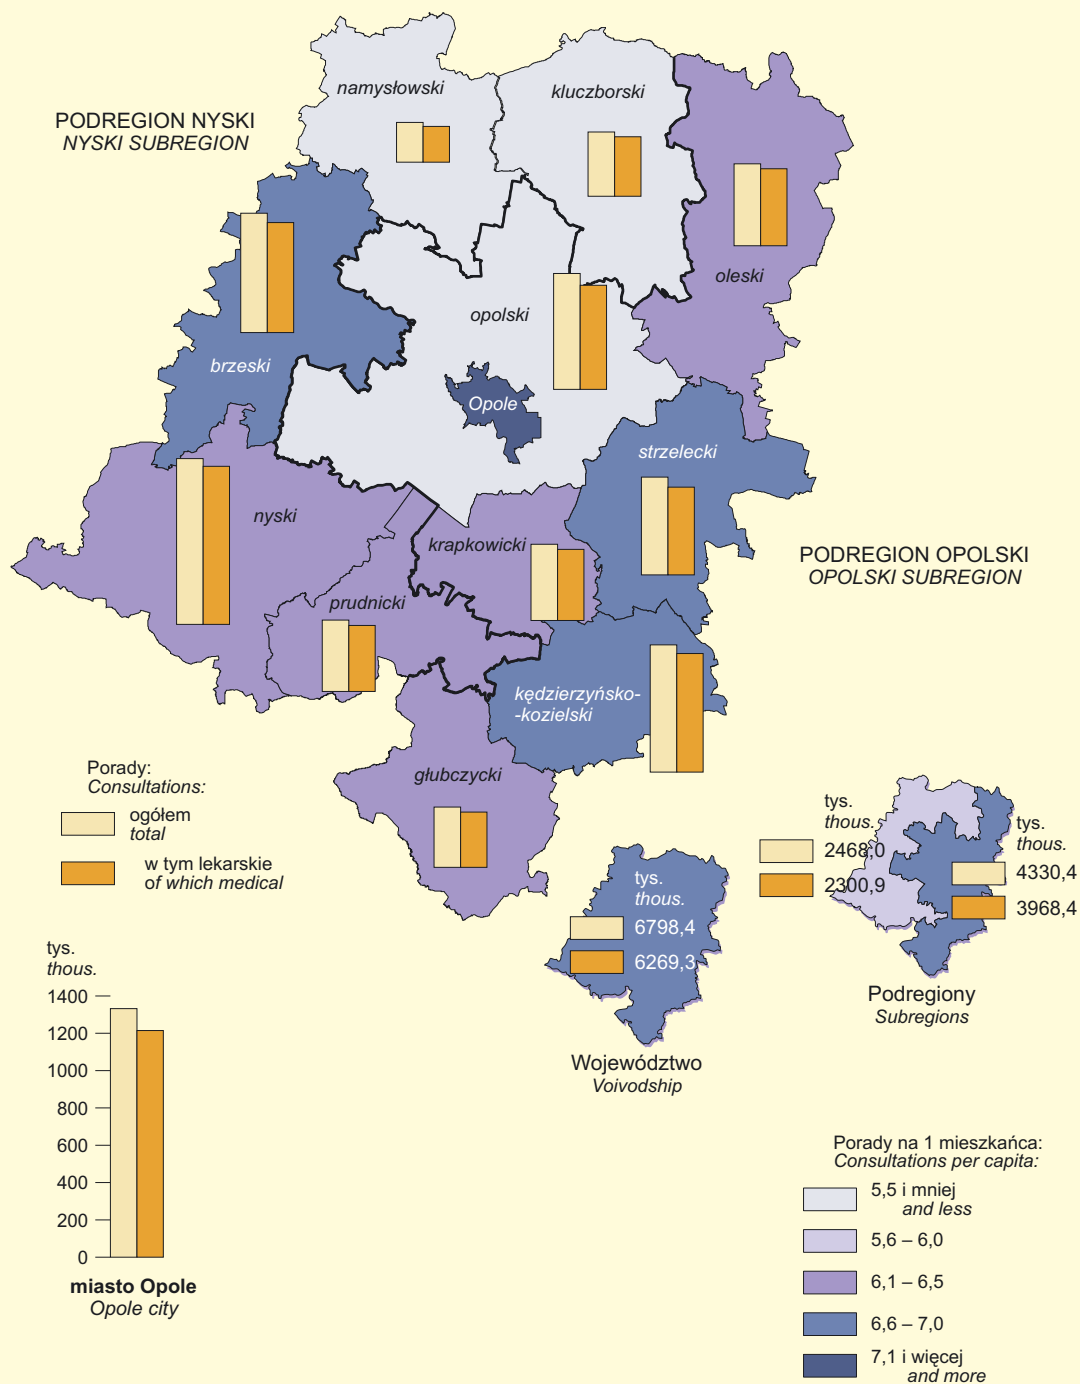 namysłowski
kluczborski
PODREGION NYSKI
NYSKI SUBREGION
oleski
opolski
brzeski
Opole
strzelecki
nyski
krapkowicki
PODREGION OPOLSKI
OPOLSKI SUBREGION
prudnicki
kędzierzyńsko-
-kozielski
głubczycki
Porady:
Consultations:
ogółem
total
w tym lekarskie
of which medical
tys.
thous.
2468,0
2300,9
tys.
thous.
4330,4
3968,4
Podregiony
Subregions
tys.
thous.
6798,4
6269,3
Województwo
Voivodship
tys.
thous.
1400
1200
1000
800
600
400
200
0
miasto Opole
Opole city
Porady na 1 mieszkańca:
Consultations per capita:
5,5 i mniej
and less
5,6 – 6,0
6,1 – 6,5
6,6 – 7,0
7,1 i więcej
and more